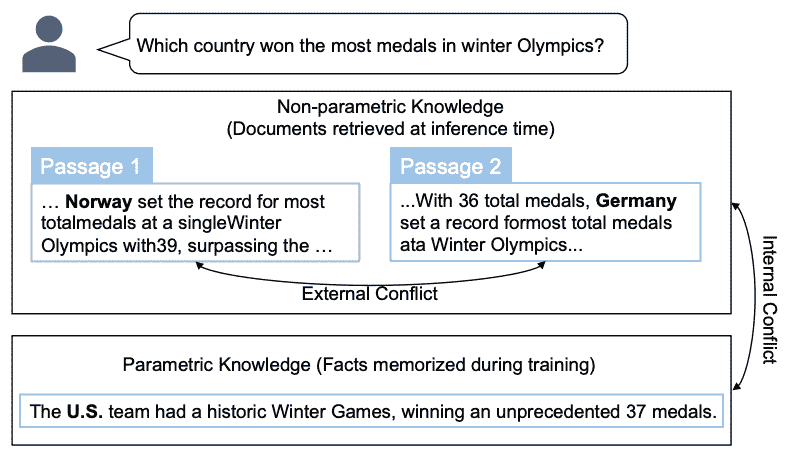 Which country won the most medals in winter Olympics?
Non-parametric Knowledge
(Documents retrieved at inference time)
Passage 1
... Norway set the record for most
totalmedals at a singleWinter
Olympics with39, surpassing the ...
Passage 2
...With 36 total medals, Germany
set a record formost total medals
ata Winter Olympics...
External Conflict
Internal Conflict
Parametric Knowledge (Facts memorized during training)
The U.S. team had a historic Winter Games, winning an unprecedented 37 medals.